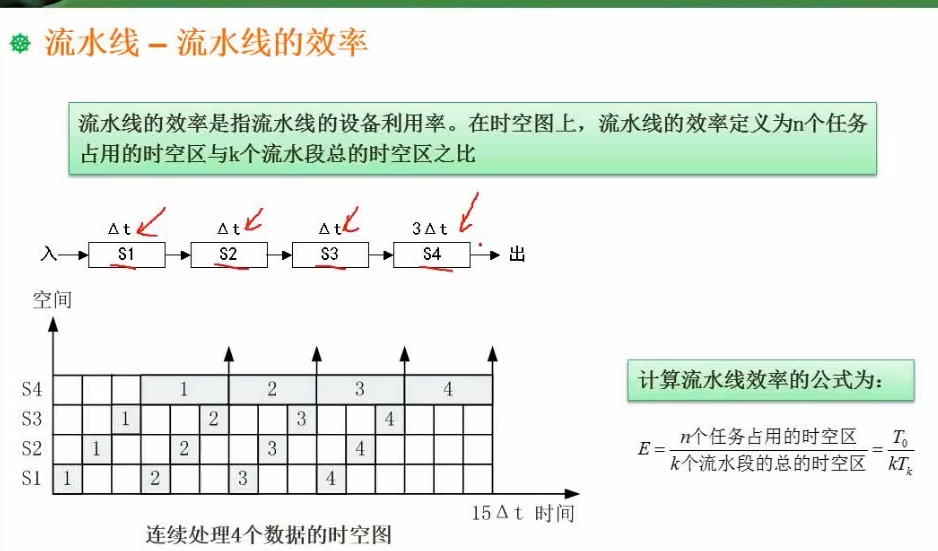 流水线 – 流水线的效率
流水线的效率是指流水线的设备利用率。在时空图上，流水线的效率定义为n个任务
占用的时空区与k个流水段总的时空区之比
Δt Δt Δt 3Δt
入 S1 S2 S3 S4 出
空间
S4 1 2 3 4
S3 1 2 3 4
S2 1 2 3 4
S1 1 2 3 4
15Δt 时间
连续处理4个数据的时空图
计算流水线效率的公式为：
E = n个任务占用的时空区 / k个流水段的总的时空区 = T₀ / kTₖ